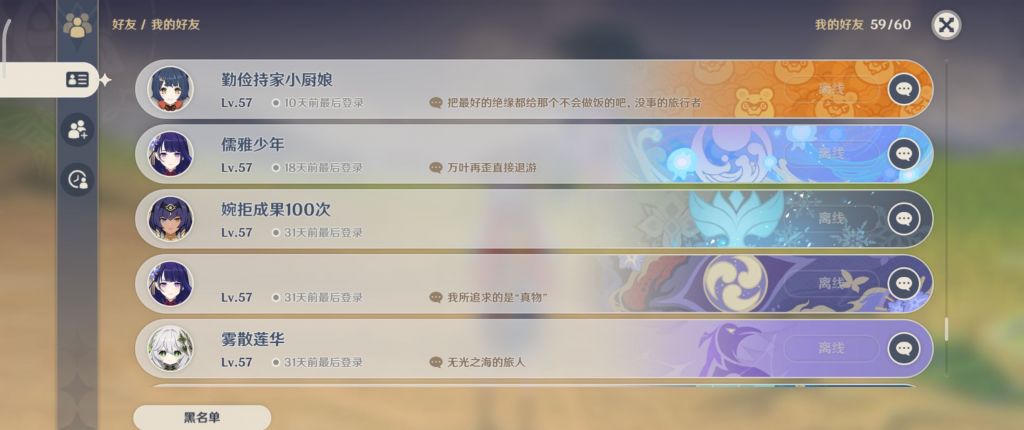 好友 / 我的好友
我的好友 59/60
勤俭持家小厨娘
离线
Lv.57 10天前最后登录 把最好的绝缘都给那个不会做饭的吧, 没事的旅行者
儒雅少年
离线
Lv.57 18天前最后登录 万叶再歪直接退游
婉拒成果100次
离线
Lv.57 31天前最后登录
离线
Lv.57 31天前最后登录 我所追求的是“真物”
雾散莲华
离线
Lv.57 31天前最后登录 无光之海的旅人
黑名单